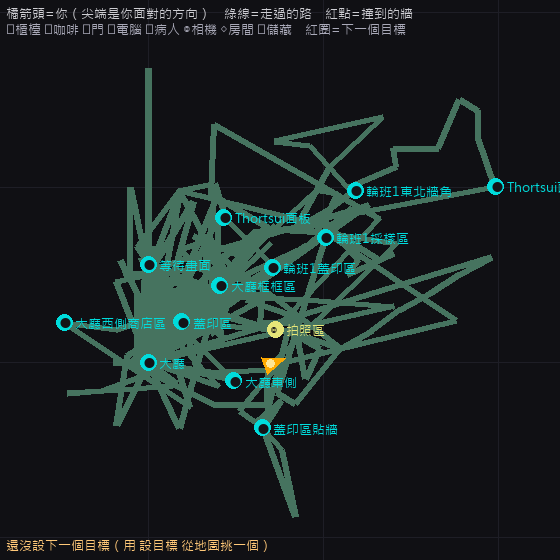 橘箭頭=你（尖端是你面對的方向） 綠線=走過的路 紅點=撞到的牆
櫃檯 咖啡 門 電腦 病人 相機 房間 儲藏 紅圈=下一個目標
輪班1東北牆角
Thortsui
Thortsui面板
輪班1採樣區
等待畫圖
輪班1蓋印區
大廳框框區
大廳西側商店區
蓋印區
拍照區
大廳
大廳東側
蓋印區貼牆
還沒設下一個目標（用 設目標 從地圖挑一個）